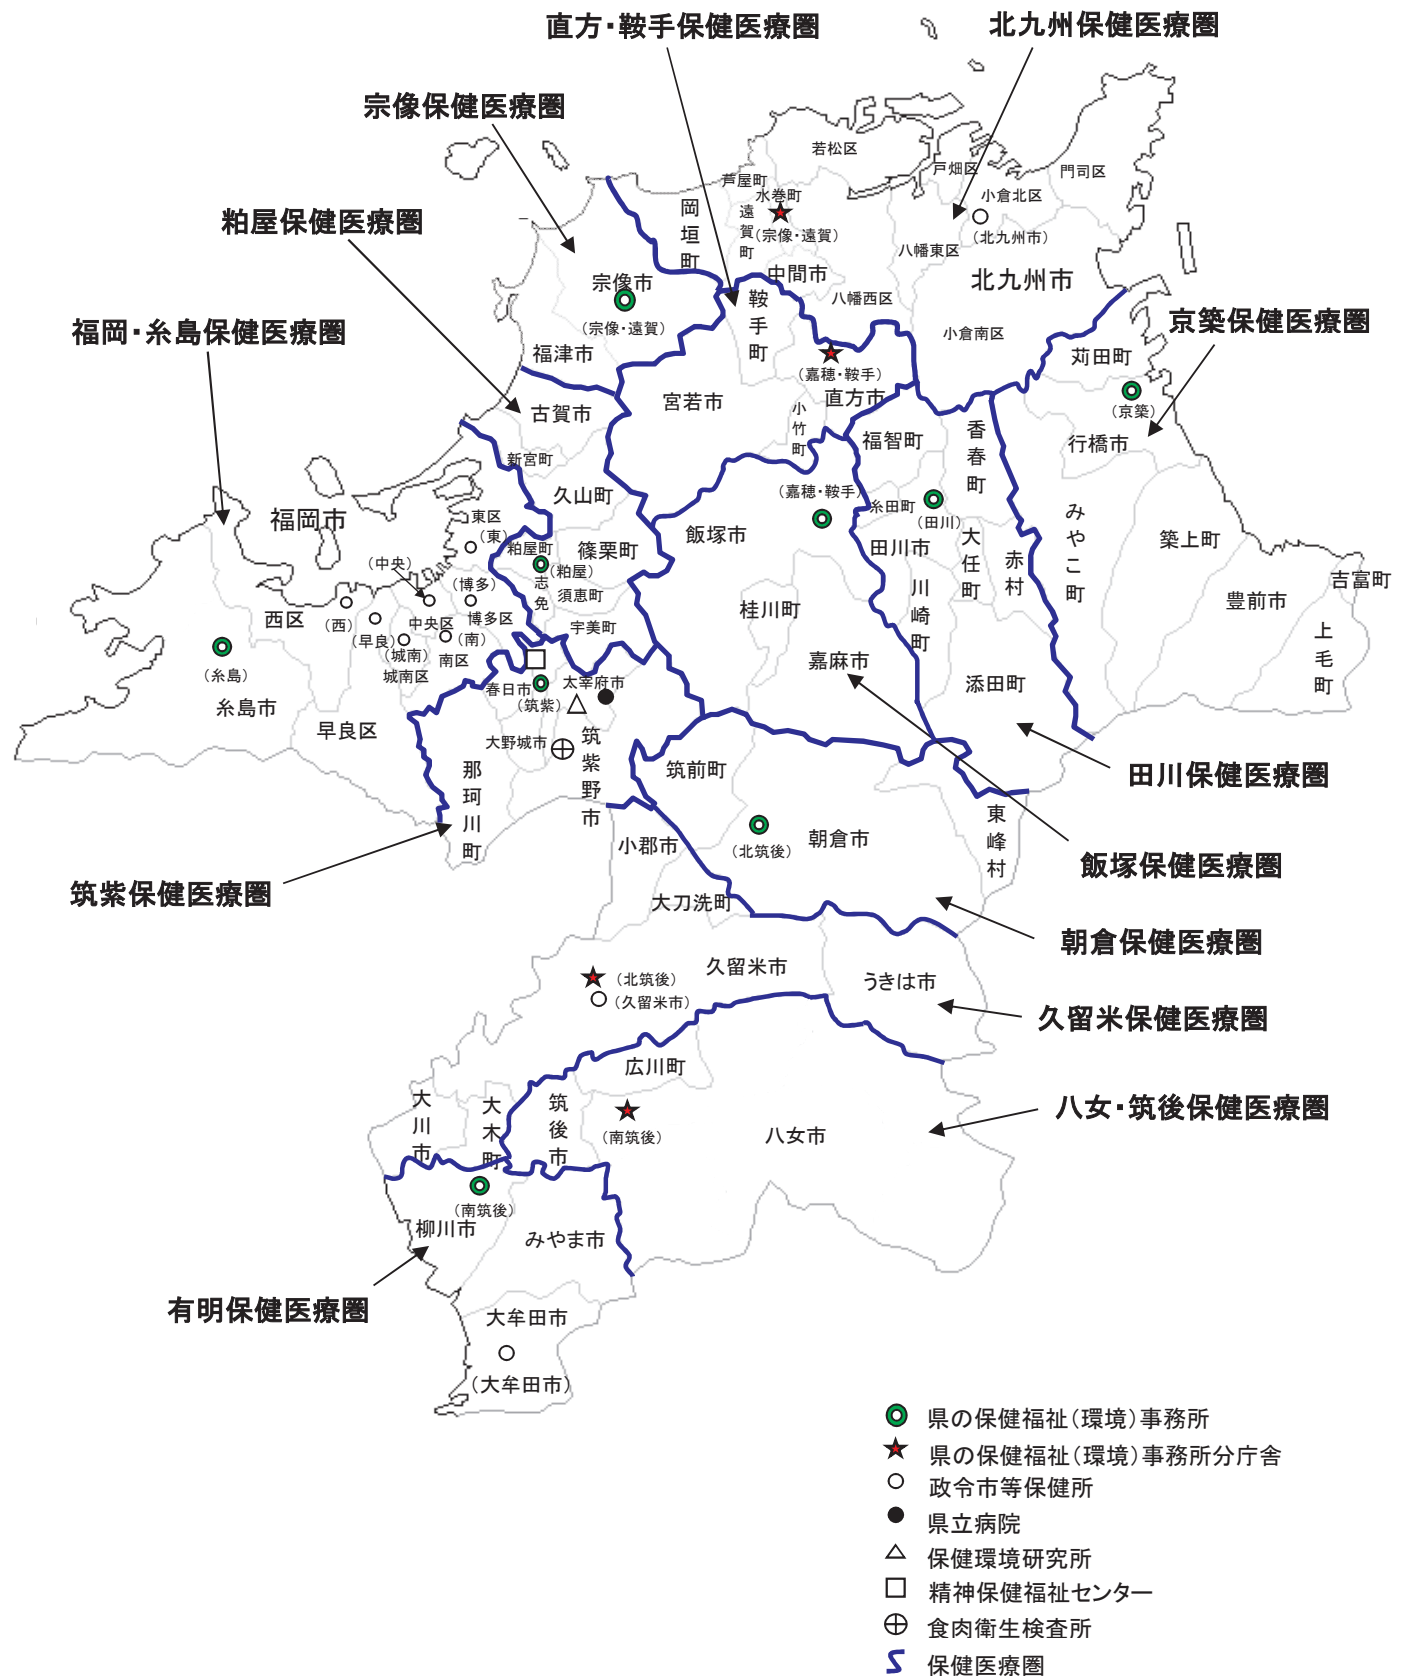 直方・鞍手保健医療圏
北九州保健医療圏
宗像保健医療圏
若松区
戸畑区
門司区
芦屋町
水巻町
小倉北区
岡垣町
遠賀町
（宗像・遠賀）
（北九州市）
粕屋保健医療圏
八幡東区
中間市
宗像市
北九州市
八幡西区
鞍手町
（宗像・遠賀）
福岡・糸島保健医療圏
京築保健医療圏
小倉南区
福津市
苅田町
（嘉穂・鞍手）
直方市
宮若市
小竹町
（京築）
古賀市
行橋市
福智町
香春町
新宮町
久山町
（嘉穂・鞍手）
糸田町
（田川）
福岡市
東区
（東）
飯塚市
みやこ町
築上町
粕屋町
篠栗町
田川市
大任町
赤村
（中央）
（粕屋）
吉富町
（博多）
志免
須恵町
川崎町
桂川町
豊前市
西区
（西）
中央区
博多区
宇美町
（早良）
（南）
（城南）
南区
城南区
上毛町
嘉麻市
（糸島）
春日市
太宰府市
（筑紫）
添田町
糸島市
早良区
大野城市
筑紫野市
那珂川町
筑前町
田川保健医療圏
東峰村
小郡市
（北筑後）
朝倉市
飯塚保健医療圏
筑紫保健医療圏
大刀洗町
朝倉保健医療圏
（北筑後）
久留米市
うきは市
（久留米市）
久留米保健医療圏
広川町
大川市
大木町
筑後市
八女・筑後保健医療圏
（南筑後）
八女市
（南筑後）
柳川市
みやま市
有明保健医療圏
大牟田市
（大牟田市）
県の保健福祉（環境）事務所
県の保健福祉（環境）事務所分庁舎
政令市等保健所
県立病院
保健環境研究所
精神保健福祉センター
食肉衛生検査所
保健医療圏